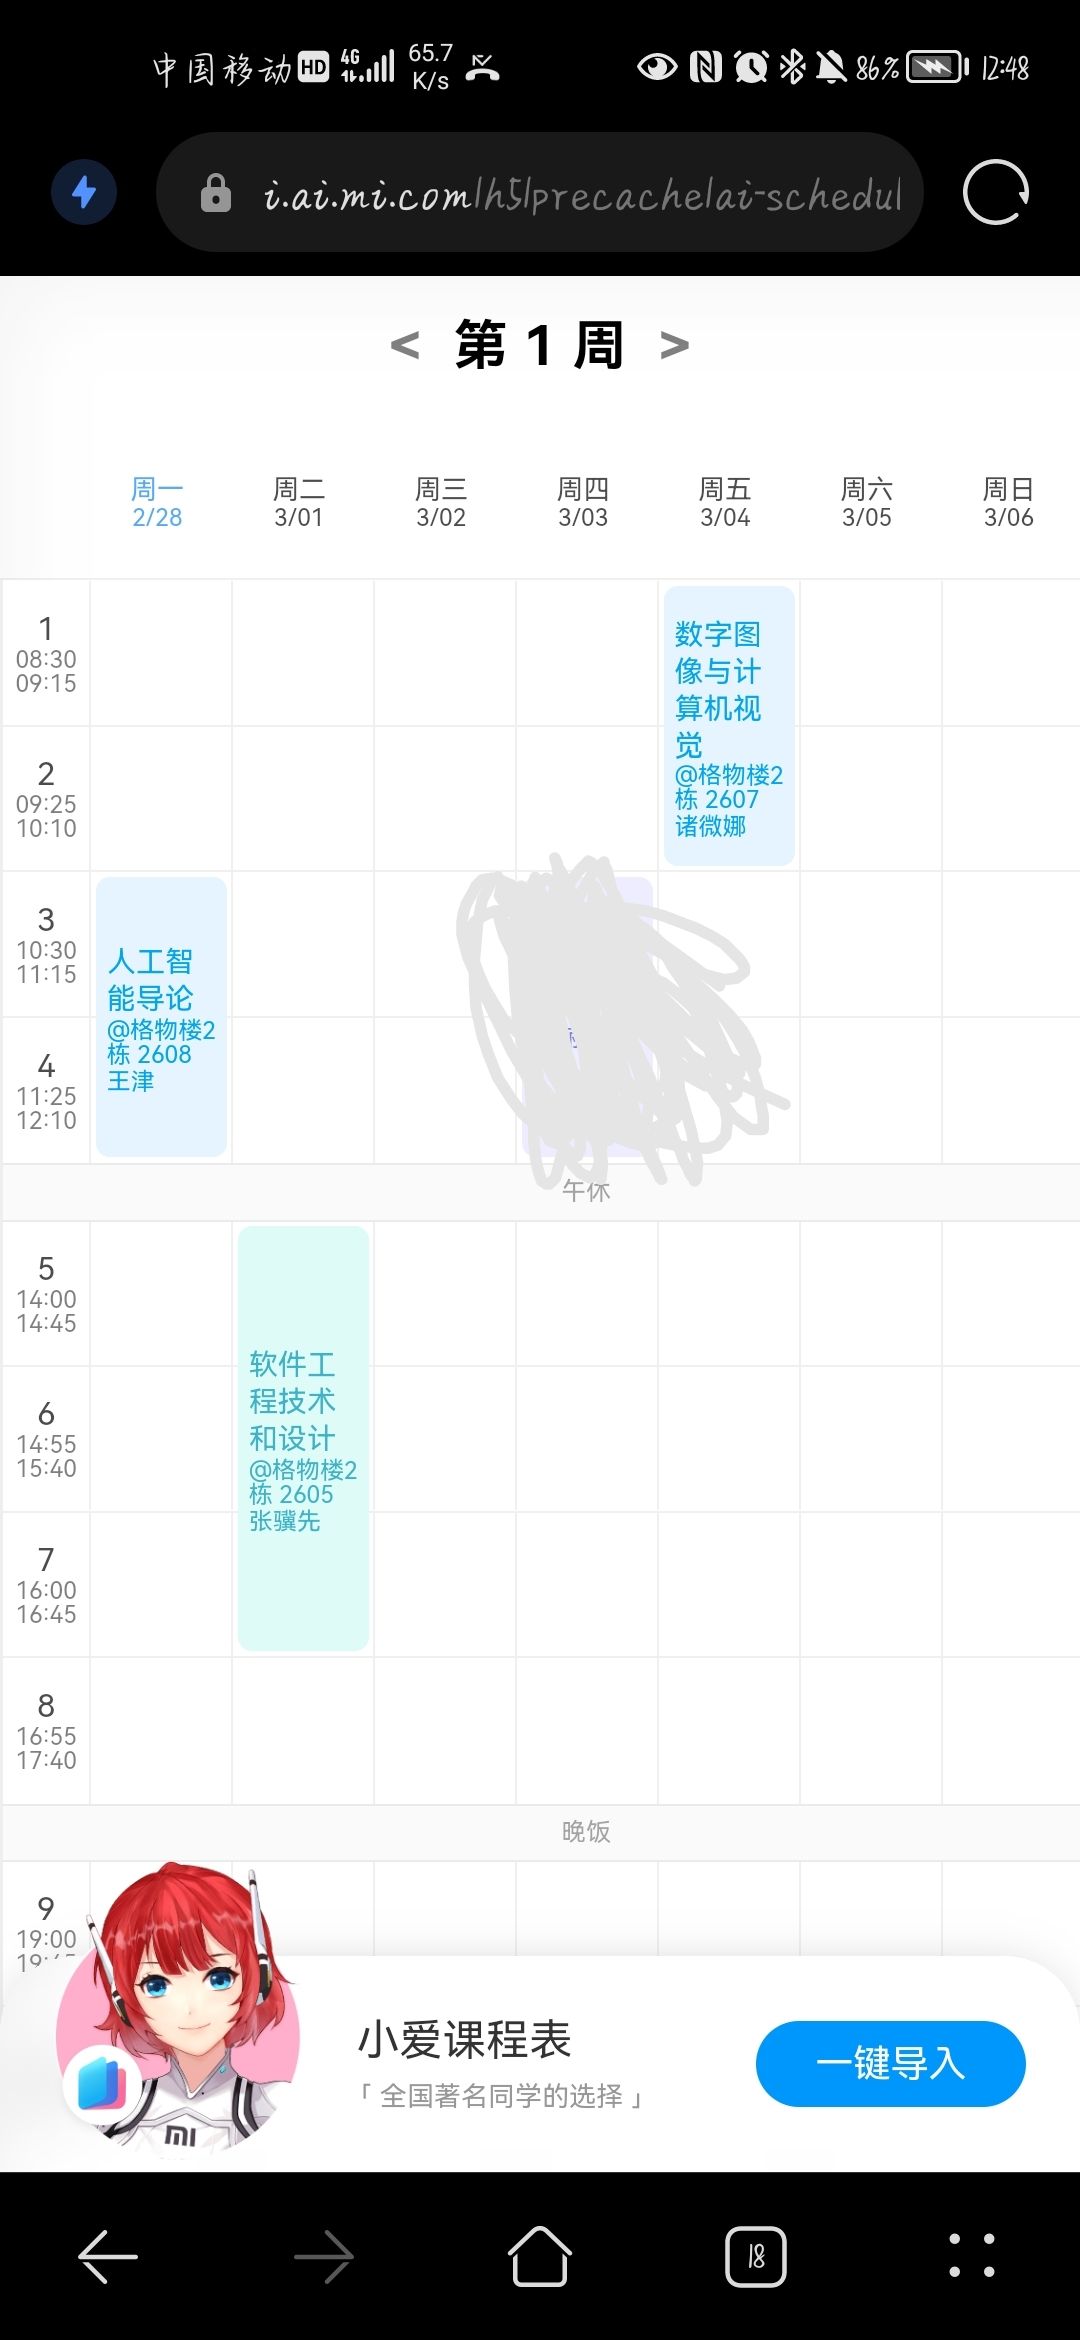 中国移动 HD 4G 65.7 K/s 86% 12:48
i.ai.mi.com/h5/precache/ai-schedul
< 第 1 周 >
周一 周二 周三 周四 周五 周六 周日
2/28 3/01 3/02 3/03 3/04 3/05 3/06
1
08:30
09:15
数字图
像与计
算机视
觉
@格物楼2
栋 2607
诸微娜
2
09:25
10:10
3
10:30
11:15
人工智
能导论
@格物楼2
栋 2608
王津
4
11:25
12:10
午休
5
14:00
14:45
软件工
程技术
和设计
@格物楼2
栋 2605
张骥先
6
14:55
15:40
7
16:00
16:45
8
16:55
17:40
晚饭
9
19:00
小爱课程表
「 全国著名同学的选择 」
一键导入
18